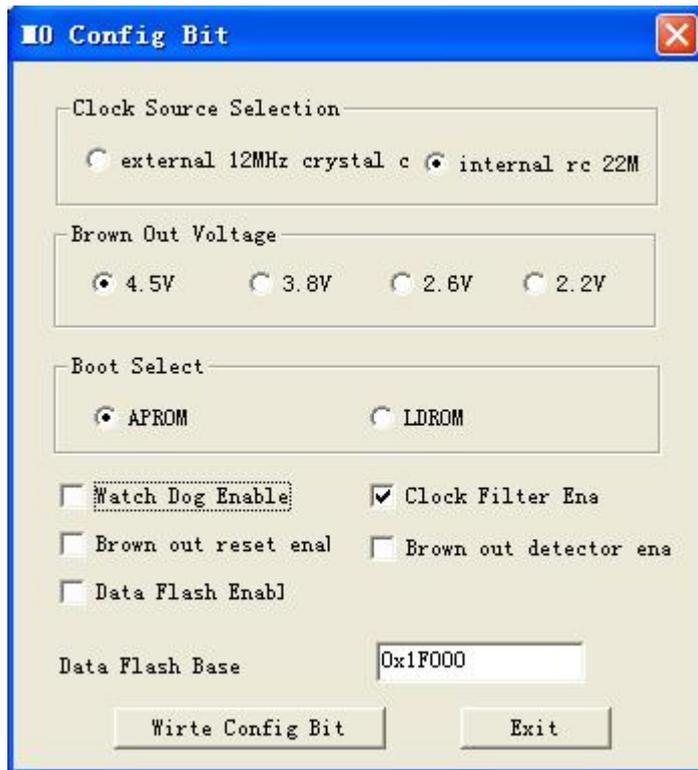 M0 Config Bit
Clock Source Selection
external 12MHz crystal c internal rc 22M
Brown Out Voltage
4.5V 3.8V 2.6V 2.2V
Boot Select
APROM LDROM
Watch Dog Enable Clock Filter Ena
Brown out reset enal Brown out detector ena
Data Flash Enabl
Data Flash Base 0x1F000
Wirte Config Bit Exit